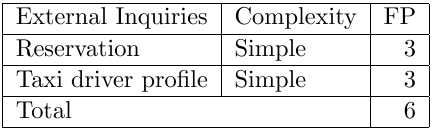 External Inquiries Complexity FP
Reservation Simple 3
Taxi driver profile Simple 3
Total 6